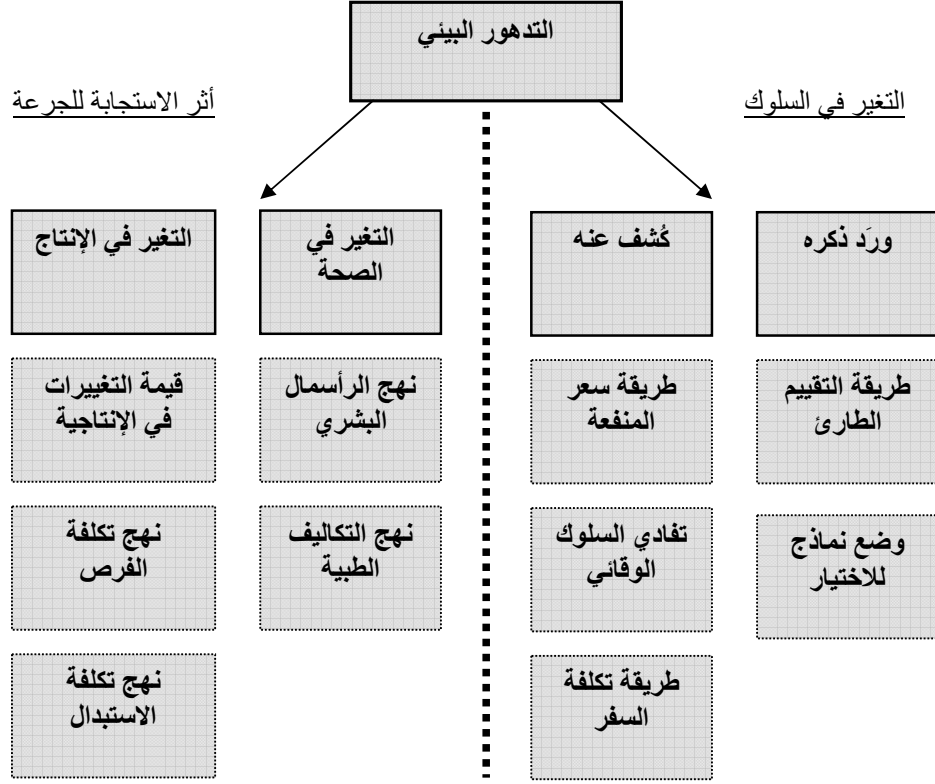 التدهور البيئي
التغير في السلوك
أثر الاستجابة للجرعة
ورَد ذكره
كُشف عنه
التغير في
الصحة
التغير في الإنتاج
طريقة التقييم
الطارئ
طريقة سعر
المنفعة
نهج الرأسمال
البشري
قيمة التغييرات
في الإنتاجية
وضع نماذج
للاختيار
تفادي السلوك
الوقائي
نهج التكاليف
الطبية
نهج تكلفة
الفرص
طريقة تكلفة
السفر
نهج تكلفة
الاستبدال